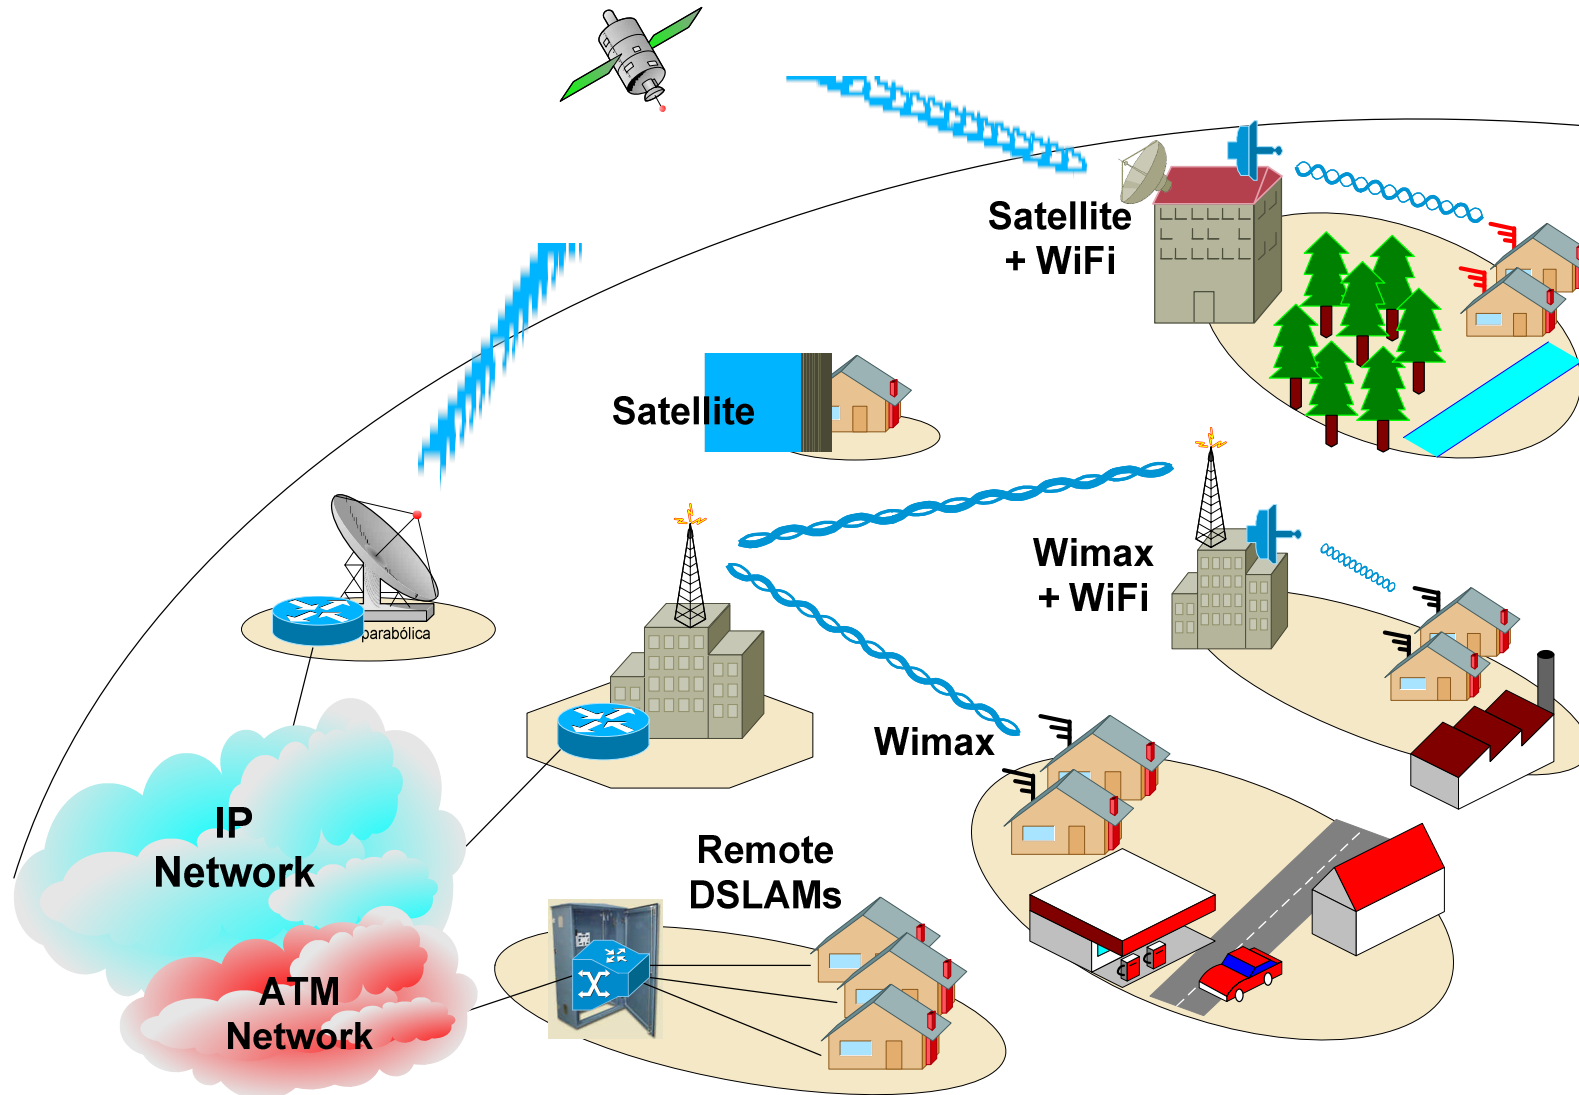 Satellite
+ WiFi
Satellite
Wimax
+ WiFi
parabólica
Wimax
IP
Network
Remote
DSLAMs
ATM
Network